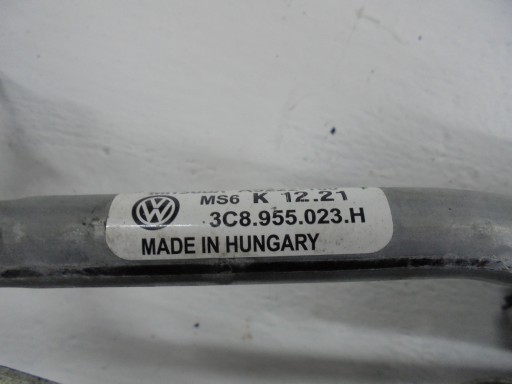 MS6 K 12.21
3C8.955.023.H
MADE IN HUNGARY